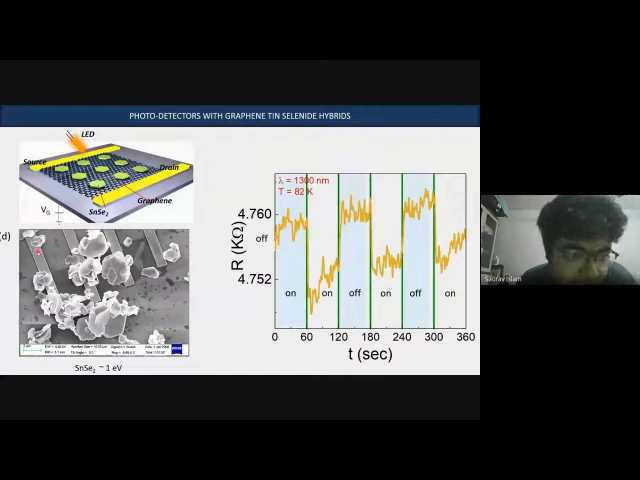 PHOTO-DETECTORS WITH GRAPHENE TIN SELENIDE HYBRIDS
LED
Source
Drain
Graphene
SnSe2
VG
(d)
SnSe2 ~ 1 eV
λ = 1300 nm
T = 82 K
R (KΩ)
4.760
4.752
off
on on off on off on
0 60 120 180 240 300 360
t (sec)
Sourav Islam